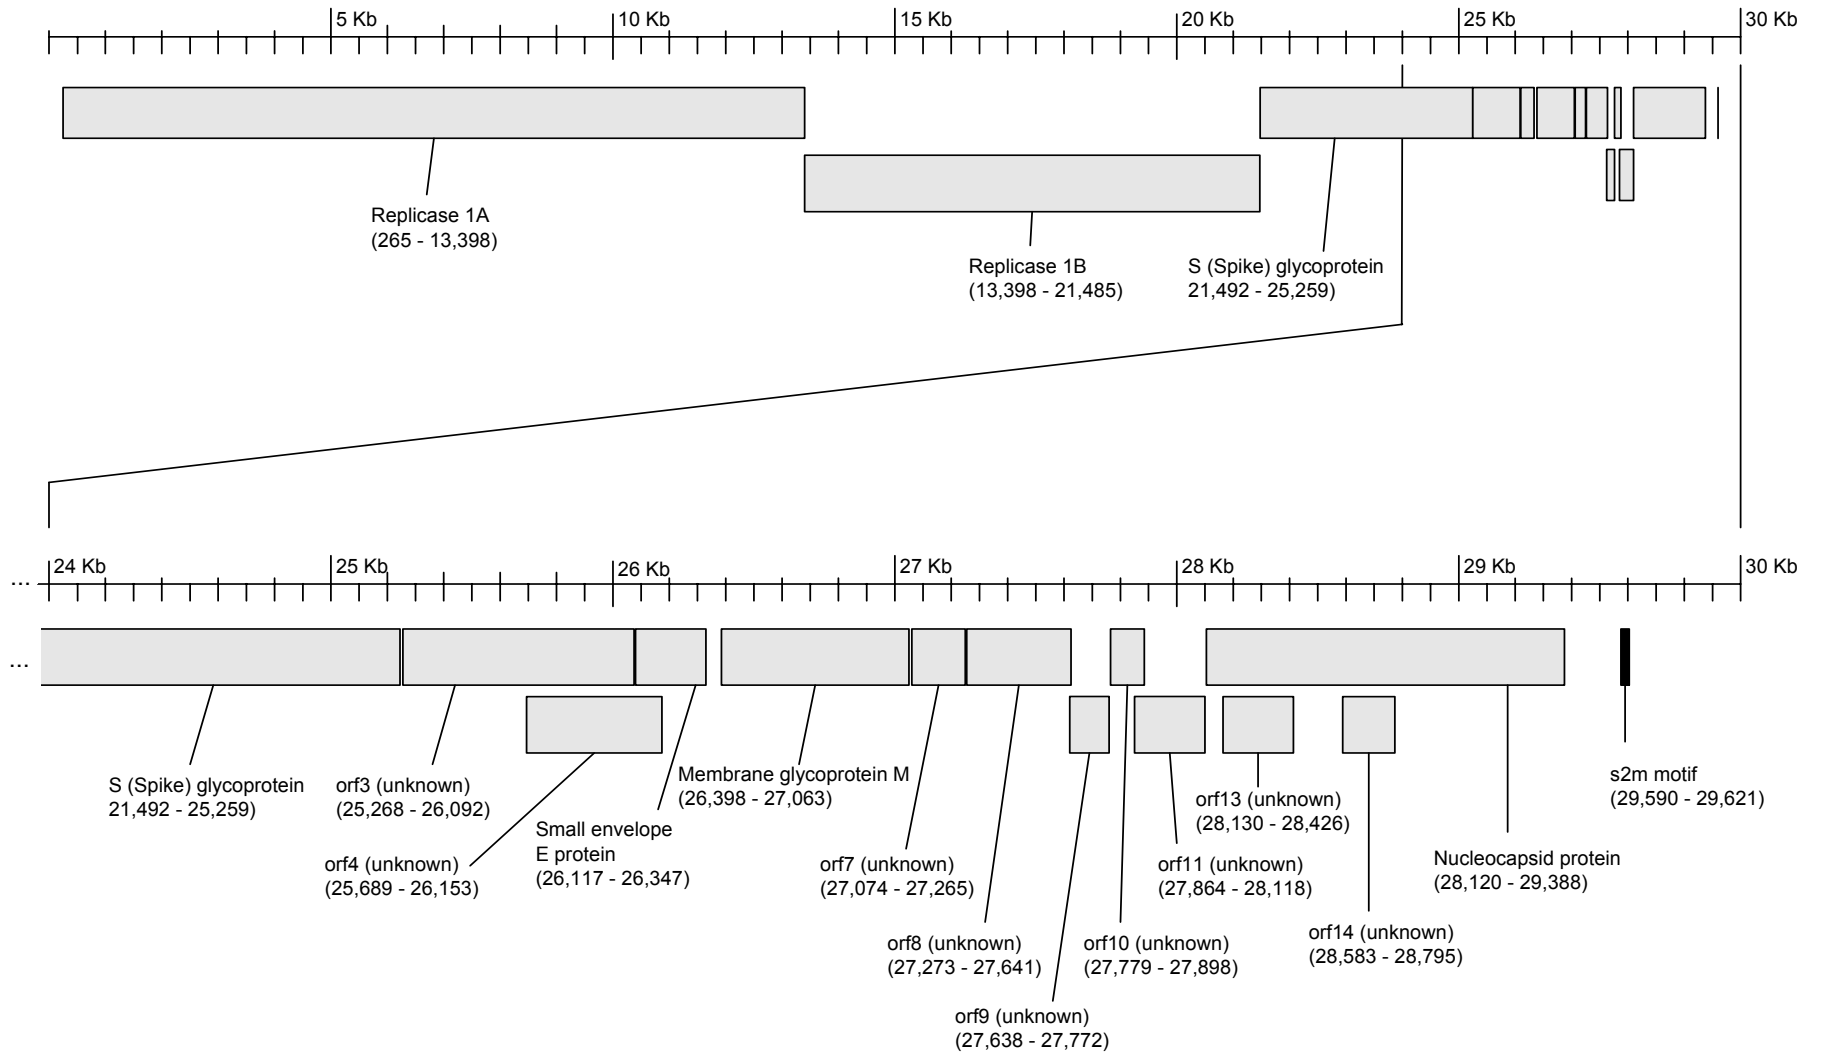 5 Kb
10 Kb
15 Kb
20 Kb
25 Kb
30 Kb
Replicase 1A
(265 - 13,398)
Replicase 1B
(13,398 - 21,485)
S (Spike) glycoprotein
21,492 - 25,259)
...
24 Kb
25 Kb
26 Kb
27 Kb
28 Kb
29 Kb
30 Kb
...
S (Spike) glycoprotein
21,492 - 25,259)
orf3 (unknown)
(25,268 - 26,092)
orf4 (unknown)
(25,689 - 26,153)
Small envelope
E protein
(26,117 - 26,347)
Membrane glycoprotein M
(26,398 - 27,063)
orf7 (unknown)
(27,074 - 27,265)
orf8 (unknown)
(27,273 - 27,641)
orf9 (unknown)
(27,638 - 27,772)
orf10 (unknown)
(27,779 - 27,898)
orf11 (unknown)
(27,864 - 28,118)
orf13 (unknown)
(28,130 - 28,426)
orf14 (unknown)
(28,583 - 28,795)
Nucleocapsid protein
(28,120 - 29,388)
s2m motif
(29,590 - 29,621)